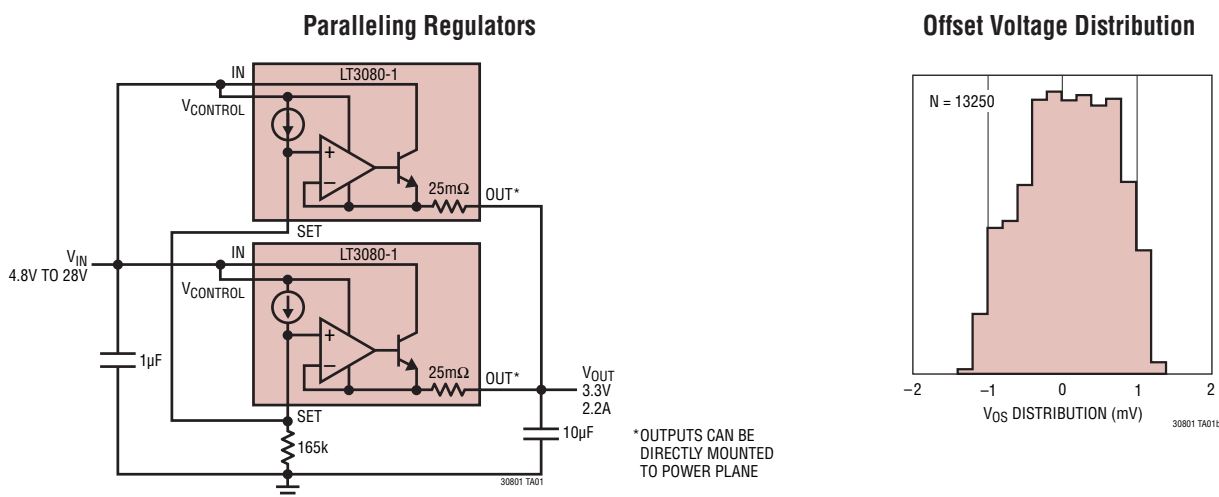 Paralleling Regulators
IN
LT3080-1
VCONTROL
+
–
25mΩ
OUT*
SET
VIN
4.8V TO 28V
IN
LT3080-1
VCONTROL
+
–
25mΩ
OUT*
1µF
VOUT
3.3V
2.2A
SET
165k
10µF
*OUTPUTS CAN BE
DIRECTLY MOUNTED
TO POWER PLANE
30801 TA01
Offset Voltage Distribution
N = 13250
–2 –1 0 1 2
VOS DISTRIBUTION (mV)
30801 TA01b